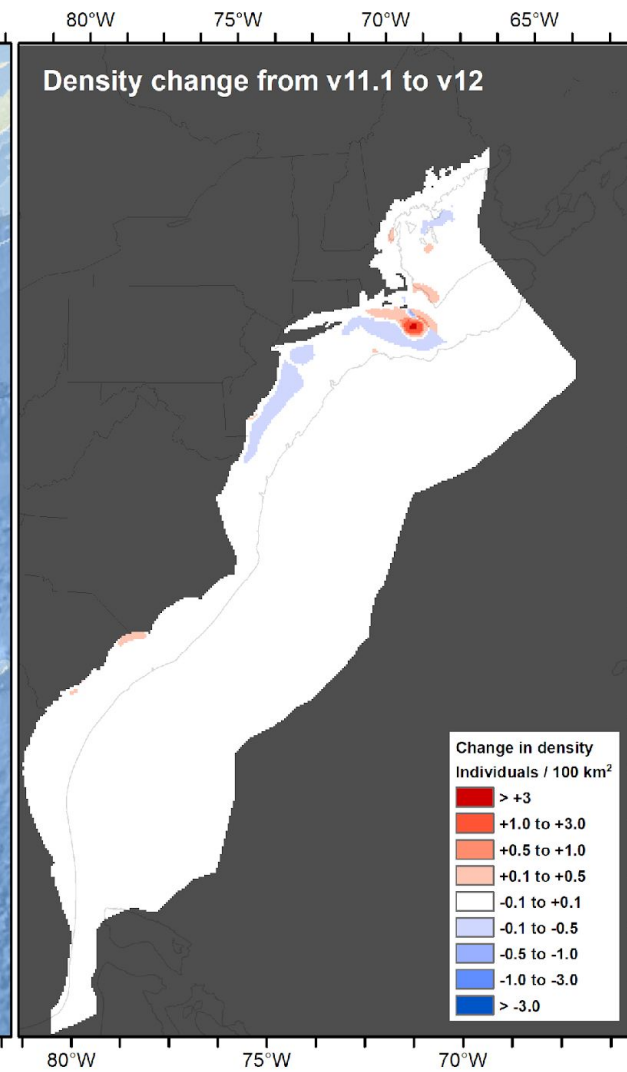 80°W 75°W 70°W 65°W
Density change from v11.1 to v12
Change in density
Individuals / 100 km²
> +3
+1.0 to +3.0
+0.5 to +1.0
+0.1 to +0.5
-0.1 to +0.1
-0.1 to -0.5
-0.5 to -1.0
-1.0 to -3.0
> -3.0
80°W 75°W 70°W